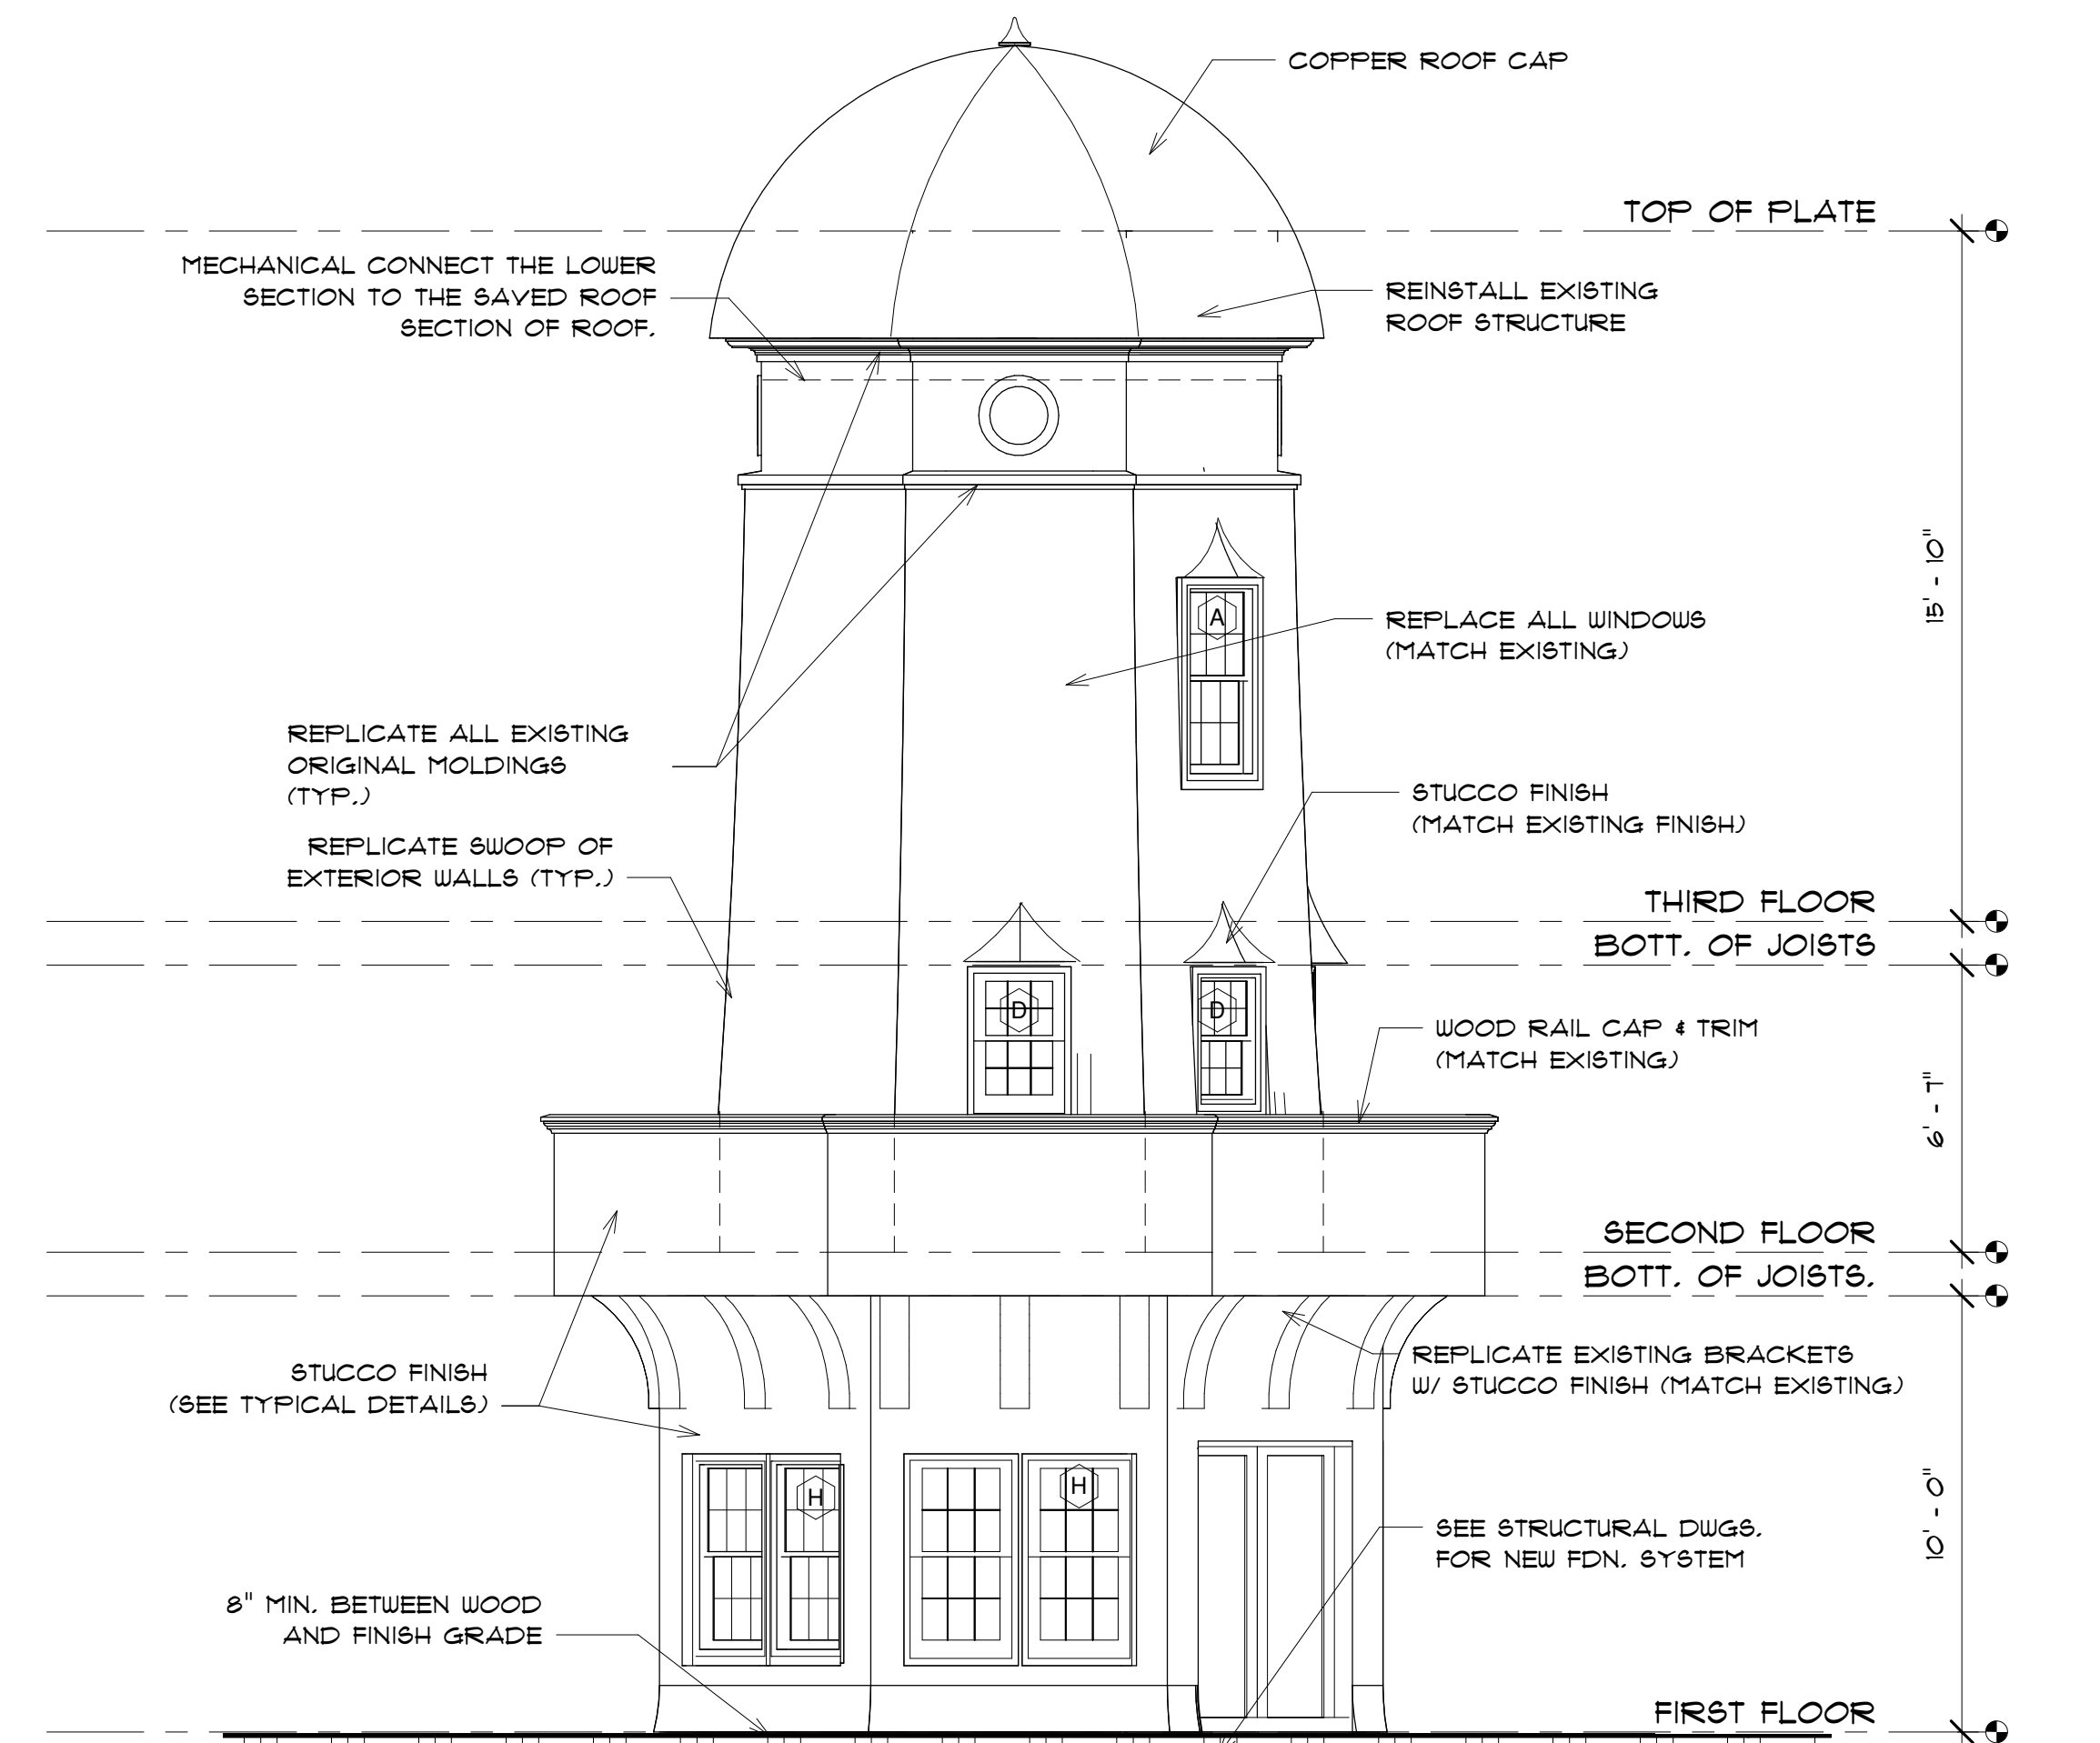 COPPER ROOF CAP
TOP OF PLATE
MECHANICAL CONNECT THE LOWER
SECTION TO THE SAVED ROOF
SECTION OF ROOF.
REINSTALL EXISTING
ROOF STRUCTURE
15' - 10"
A
REPLACE ALL WINDOWS
(MATCH EXISTING)
REPLICATE ALL EXISTING
ORIGINAL MOLDINGS
(TYP.)
STUCCO FINISH
(MATCH EXISTING FINISH)
REPLICATE SWOOP OF
EXTERIOR WALLS (TYP.)
THIRD FLOOR
BOTT. OF JOISTS
D
D
WOOD RAIL CAP & TRIM
(MATCH EXISTING)
6' - 7"
SECOND FLOOR
BOTT. OF JOISTS.
REPLICATE EXISTING BRACKETS
W/ STUCCO FINISH (MATCH EXISTING)
STUCCO FINISH
(SEE TYPICAL DETAILS)
H
H
10' - 0"
SEE STRUCTURAL DWGS.
FOR NEW FDN. SYSTEM
8" MIN. BETWEEN WOOD
AND FINISH GRADE
FIRST FLOOR